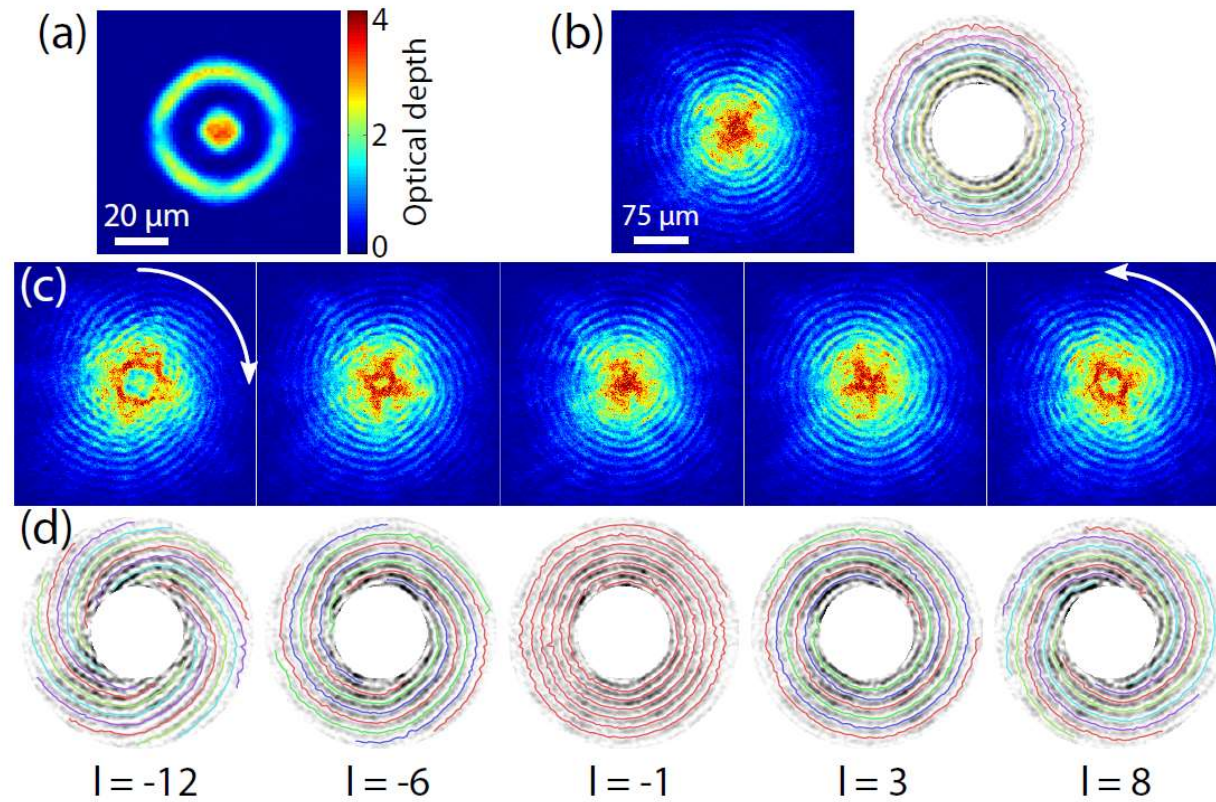 (a)
4
2
0
Optical depth
20 μm
(b)
75 μm
(c)
(d)
l = -12
l = -6
l = -1
l = 3
l = 8